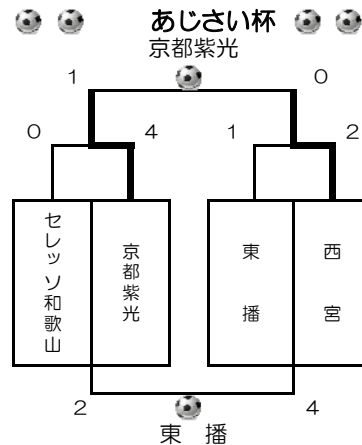 あじさい杯
京都紫光
1 0
0 4 1 2
セレッソ和歌山
京都紫光
東播
西宮
2 4
東 播